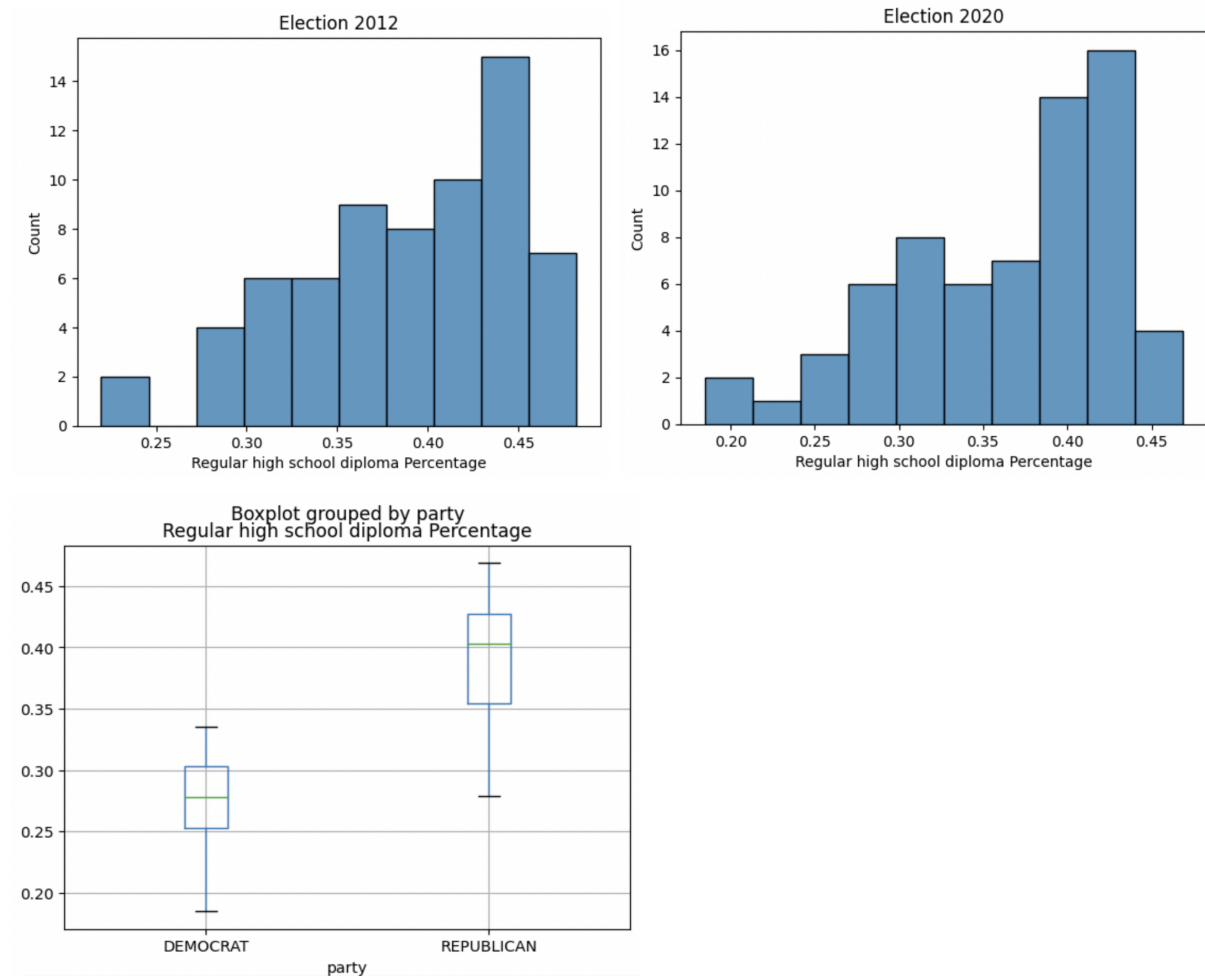 Election 2012
14
12
10
8
6
4
2
0
Count
0.25 0.30 0.35 0.40 0.45
Regular high school diploma Percentage
Election 2020
16
14
12
10
8
6
4
2
0
Count
0.20 0.25 0.30 0.35 0.40 0.45
Regular high school diploma Percentage
Boxplot grouped by party
Regular high school diploma Percentage
0.45
0.40
0.35
0.30
0.25
0.20
DEMOCRAT REPUBLICAN
party